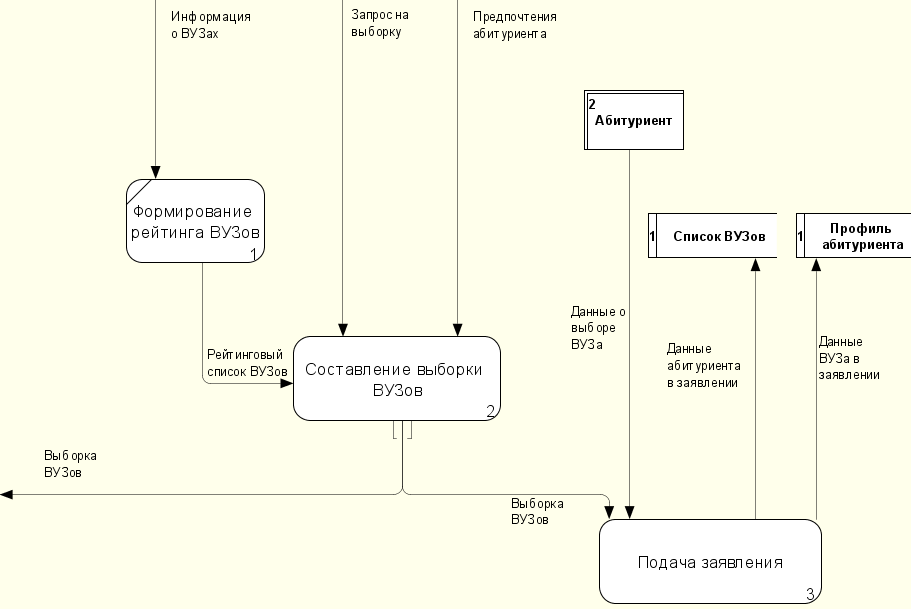 Информация
о ВУЗах
Запрос на
выборку
Предпочтения
абитуриента
2
Абитуриент
Формирование
рейтинга ВУЗов
1
1
Список ВУЗов
1
Профиль
абитуриента
Данные о
выборе
ВУЗа
Данные
абитуриента
в заявлении
Данные
ВУЗа в
заявлении
Рейтинговый
список ВУЗов
Составление выборки
ВУЗов
2
Выборка
ВУЗов
Выборка
ВУЗов
Подача заявления
3